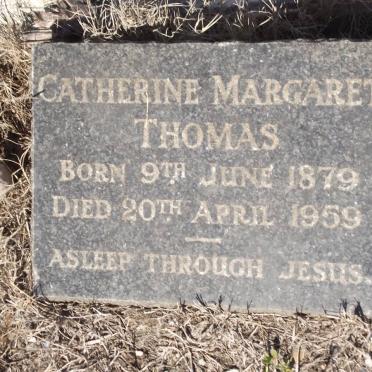 CATHERINE MARGARET
THOMAS
BORN 9TH JUNE 1879
DIED 20TH APRIL 1959
ASLEEP THROUGH JESUS